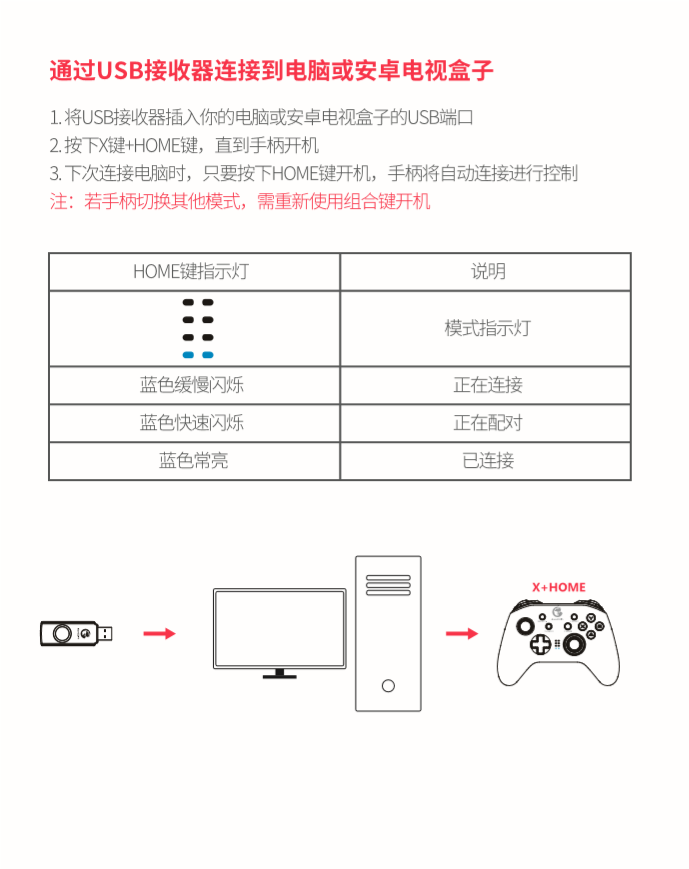 通过USB接收器连接到电脑或安卓电视盒子
1. 将USB接收器插入你的电脑或安卓电视盒子的USB端口
2. 按下X键+HOME键，直到手柄开机
3. 下次连接电脑时，只要按下HOME键开机，手柄将自动连接进行控制
注：若手柄切换其他模式，需重新使用组合键开机
HOME键指示灯 说明
模式指示灯
蓝色缓慢闪烁 正在连接
蓝色快速闪烁 正在配对
蓝色常亮 已连接
X+HOME